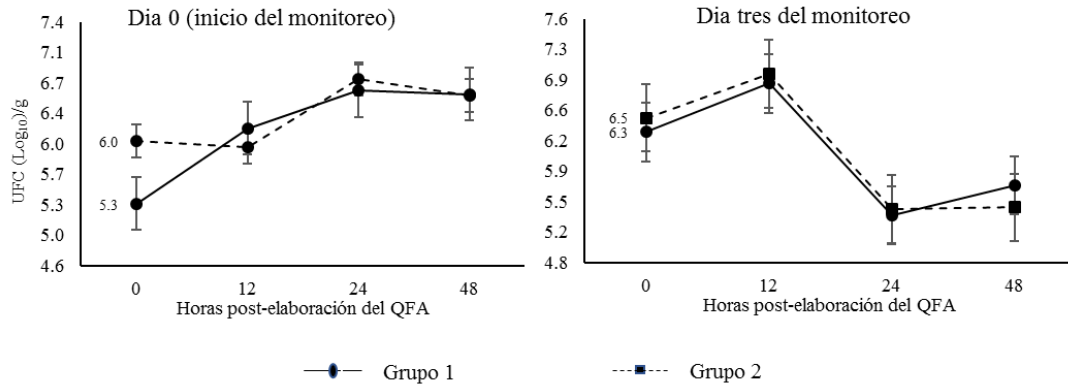 Dia 0 (inicio del monitoreo)
7.4
7.1
6.7
6.4
6.0
5.7
5.3
5.0
4.6
UFC (Log10)/g
6.0
5.3
0 12 24 48
Horas post-elaboración del QFA
Dia tres del monitoreo
7.6
7.3
6.9
6.6
6.2
5.9
5.5
5.2
4.8
6.5
6.3
0 12 24 48
Horas post-elaboración del QFA
Grupo 1 Grupo 2